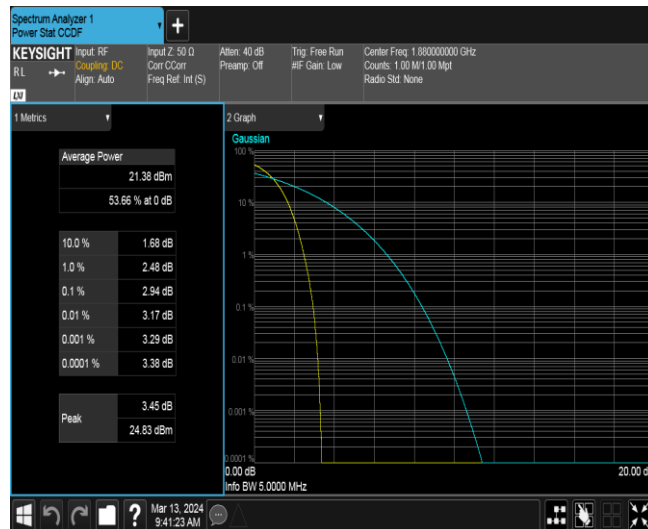 Spectrum Analyzer 1
Power Stat CCDF
+
KEYSIGHT
RL
LXI
Input: RF
Coupling: DC
Align: Auto
Input Z: 50 Ω
Corr CCorr
Freq Ref: Int (S)
Atten: 40 dB
Preamp: Off
Trig: Free Run
#IF Gain: Low
Center Freq: 1.880000000 GHz
Counts: 1.00 M/1.00 Mpt
Radio Std: None
1 Metrics
Average Power
21.38 dBm
53.66 % at 0 dB
10.0 % 1.68 dB
1.0 % 2.48 dB
0.1 % 2.94 dB
0.01 % 3.17 dB
0.001 % 3.29 dB
0.0001 % 3.38 dB
Peak
3.45 dB
24.83 dBm
2 Graph
Gaussian
100 %
10 %
1 %
0.1 %
0.01 %
0.001 %
0.0001 %
0.00 dB
20.00 d
Info BW 5.0000 MHz
?
Mar 13, 2024
9:41:23 AM